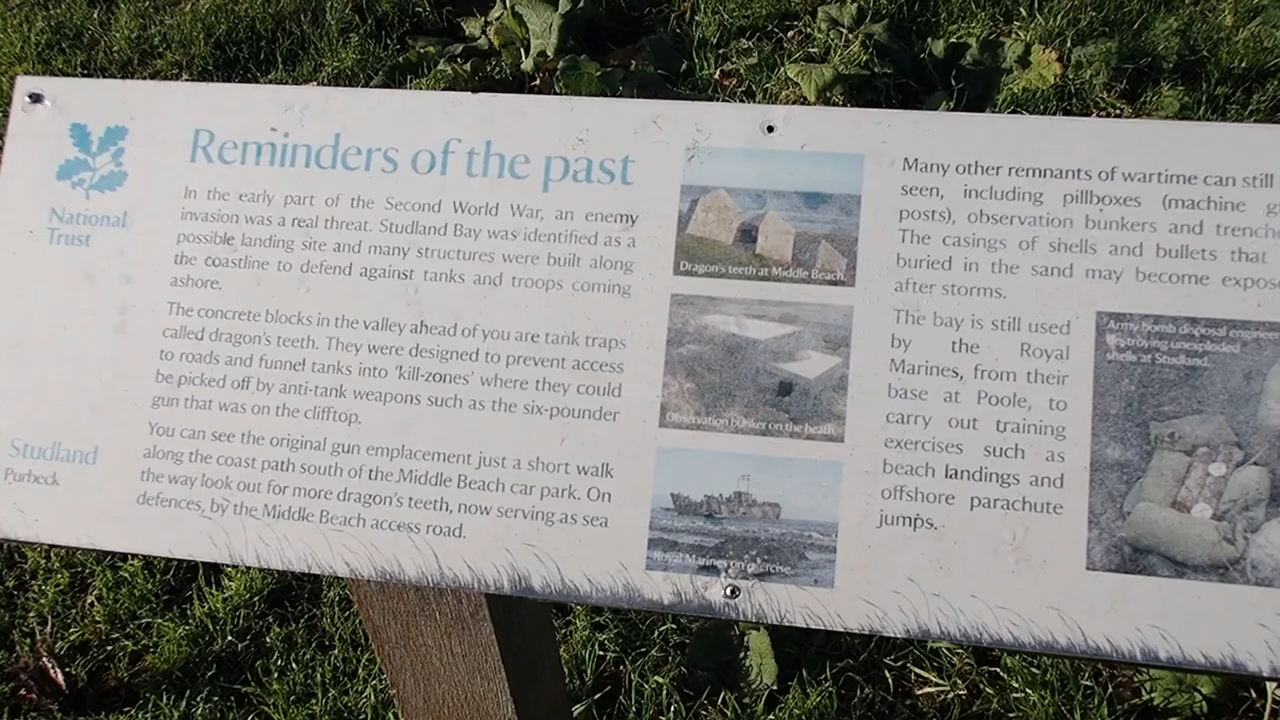 National
Trust
Studland
Purbeck
Reminders of the past
In the early part of the Second World War, an enemy
invasion was a real threat. Studland Bay was identified as a
possible landing site and many structures were built along
the coastline to defend against tanks and troops coming
ashore.
The concrete blocks in the valley ahead of you are tank traps
called dragon's teeth. They were designed to prevent access
to roads and funnel tanks into 'kill-zones' where they could
be picked off by anti-tank weapons such as the six-pounder
gun that was on the clifftop.
You can see the original gun emplacement just a short walk
along the coast path south of the Middle Beach car park. On
the way look out for more dragon's teeth, now serving as sea
defences, by the Middle Beach access road.
Dragon's teeth at Middle Beach.
Observation bunker on the heath.
Royal Marines on exercise.
Many other remnants of wartime can still
seen, including pillboxes (machine
posts), observation bunkers and
The casings of shells and bullets that
buried in the sand may become
after storms.
The bay is still used
by the Royal
Marines, from their
base at Poole, to
carry out training
exercises such as
beach landings and
offshore parachute
jumps.
Army bomb disposal
destroying unexploded
shells at Studland.